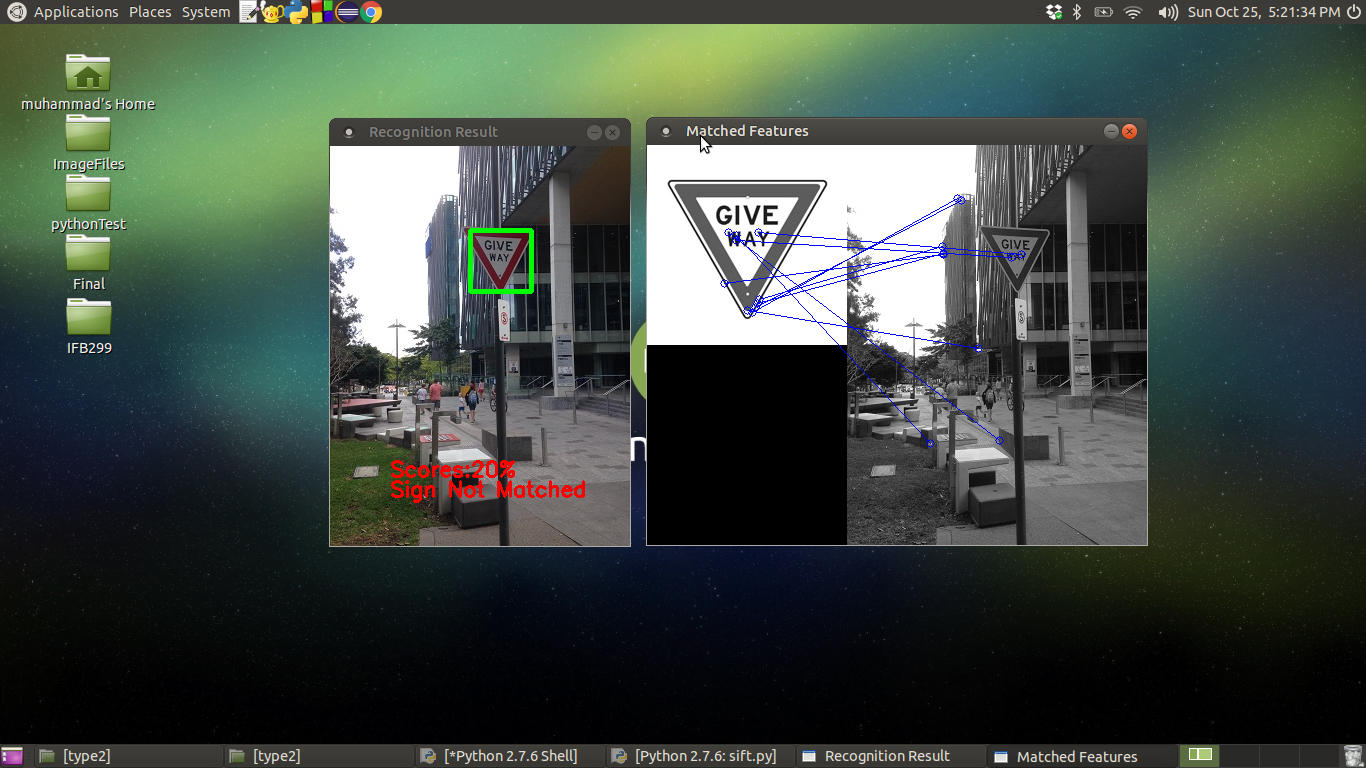 Applications Places System
Sun Oct 25, 5:21:34 PM
muhammad's Home
ImageFiles
pythonTest
Final
IFB299
Recognition Result
GIVE
WAY
Scores:20%
Sign Not Matched
Matched Features
GIVE
WAY
GIVE
WAY
[type2]
[type2]
[*Python 2.7.6 Shell]
[Python 2.7.6: sift.py]
Recognition Result
Matched Features